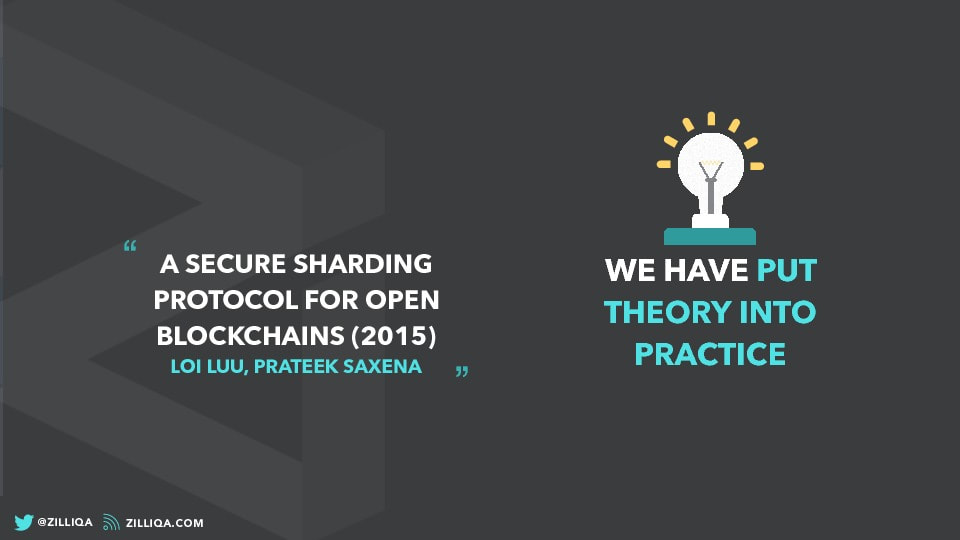 “
A SECURE SHARDING
PROTOCOL FOR OPEN
BLOCKCHAINS (2015)
LOI LUU, PRATEEK SAXENA
”
WE HAVE PUT
THEORY INTO
PRACTICE
@ZILLIQA
ZILLIQA.COM